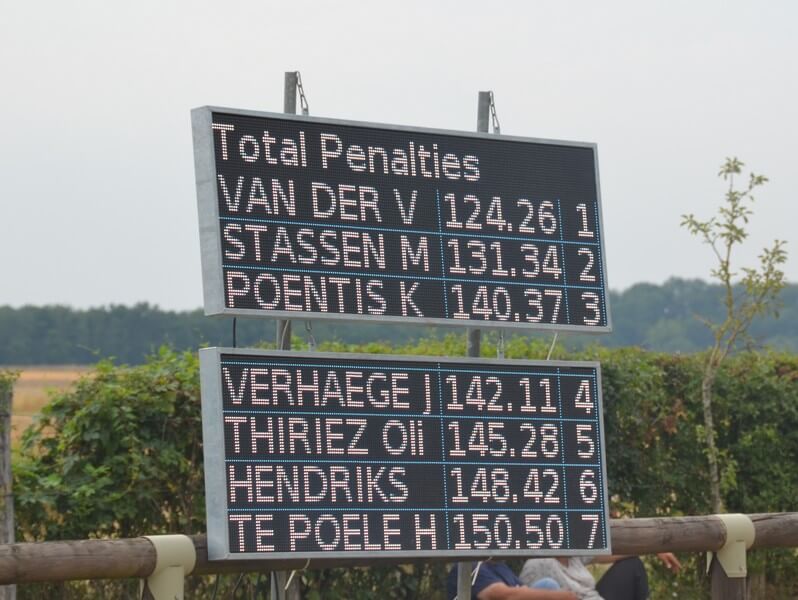 Total Penalties
VAN DER V 124.26 1
STASSEN M 131.34 2
POENTIS K 140.37 3
VERHAEGE J 142.11 4
THIRIEZ Oli 145.28 5
HENDRIKS 148.42 6
TE POELE H 150.50 7